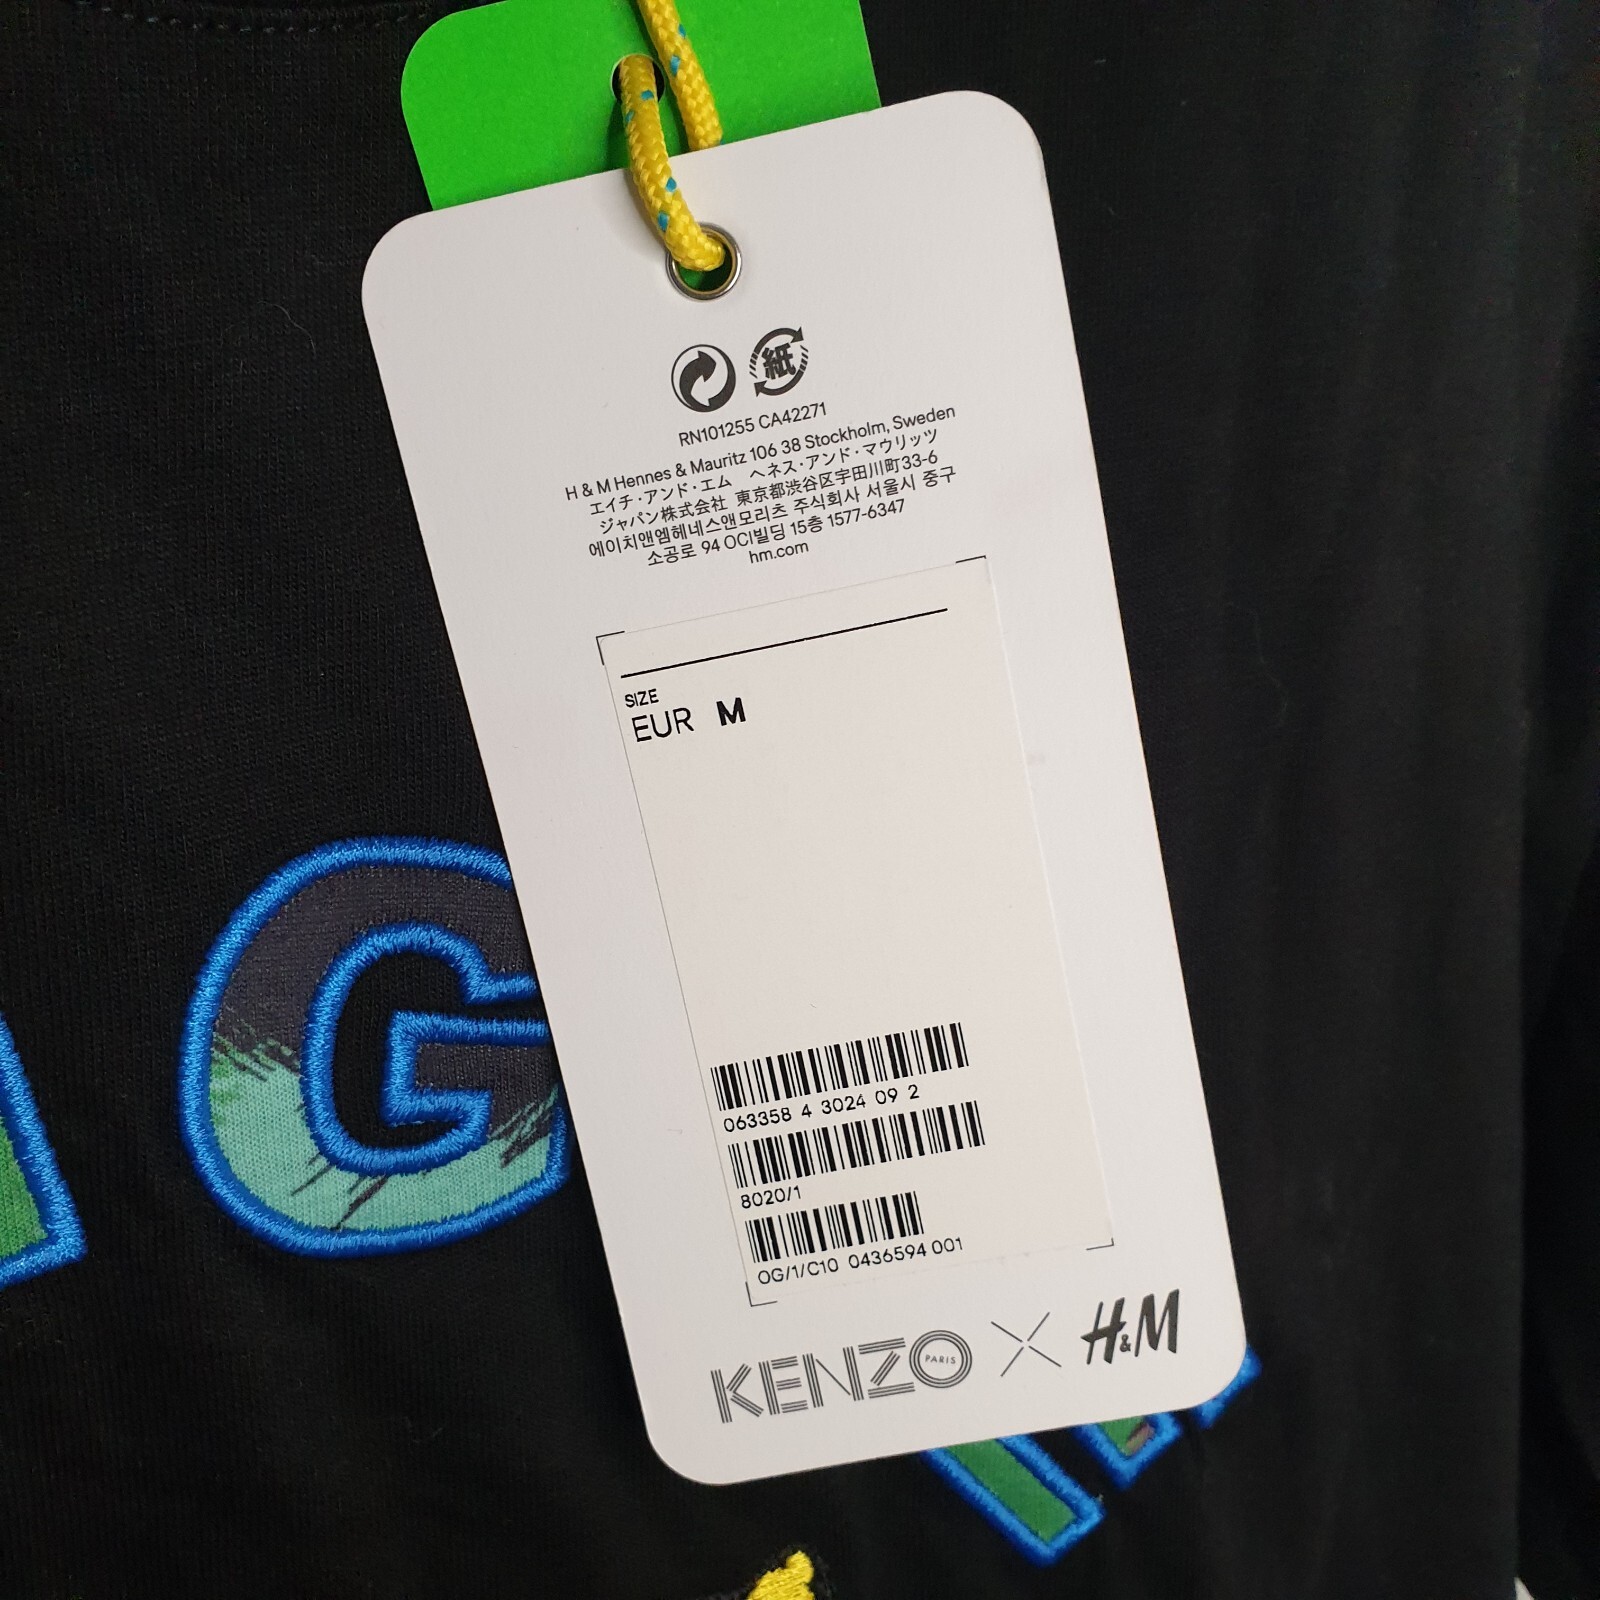 紙
RN101255 CA42271
H & M Hennes & Mauritz 106 38 Stockholm, Sweden
エイチ・アンド・エム ヘネス・アンド・マウリッツ
ジャパン株式会社 東京都渋谷区宇田川町33-6
에이치앤엠헤네스앤모리츠 주식회사 서울시 중구
소공로 94 OCI빌딩 15층 1577-6347
hm.com
SIZE
EUR M
063358 4 3024 09 2
8020/1
OG/1/C10 0436594 001
KENZO PARIS X H&M
G